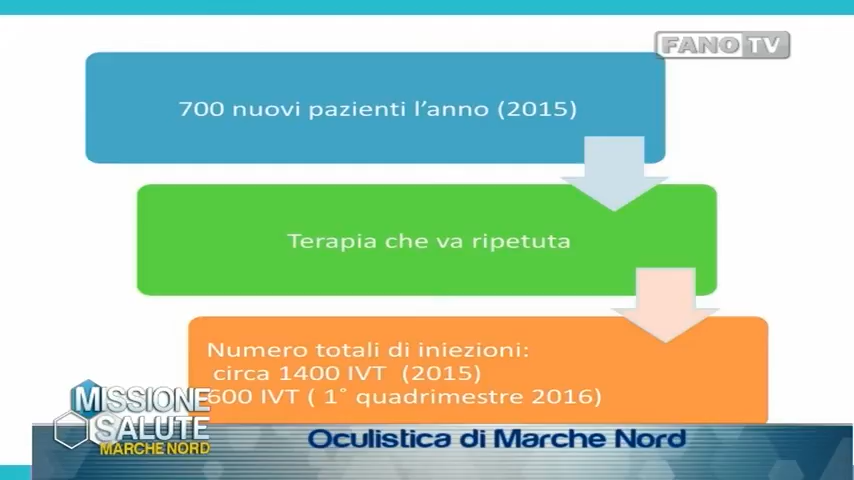 FANO TV
700 nuovi pazienti l'anno (2015)
Terapia che va ripetuta
Numero totali di iniezioni:
circa 1400 IVT (2015)
600 IVT ( 1° quadrimestre 2016)
MISSIONE
SALUTE
MARCHE NORD
Oculistica di Marche Nord